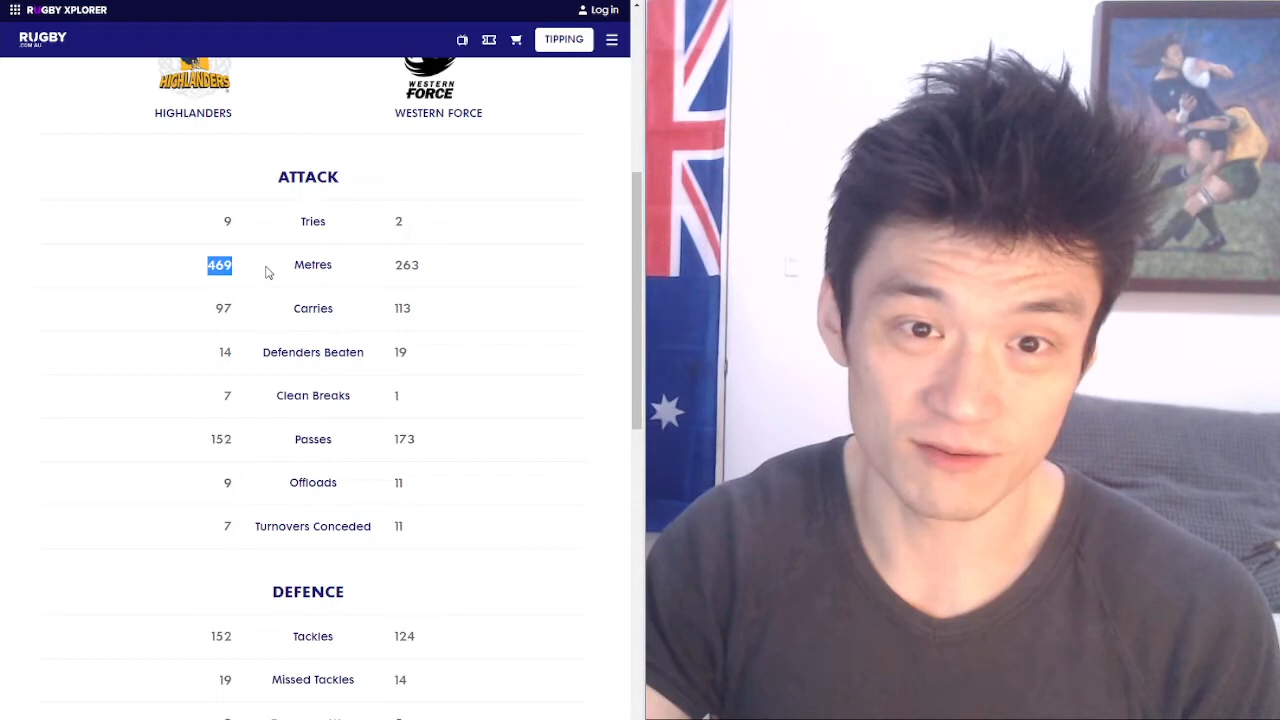 RUGBY XPLORER
Log in
RUGBY
.COM.AU
TIPPING
HIGHLANDERS
WESTERN
FORCE
HIGHLANDERS
WESTERN FORCE
ATTACK
9 Tries 2
469 Metres 263
97 Carries 113
14 Defenders Beaten 19
7 Clean Breaks 1
152 Passes 173
9 Offloads 11
7 Turnovers Conceded 11
DEFENCE
152 Tackles 124
19 Missed Tackles 14